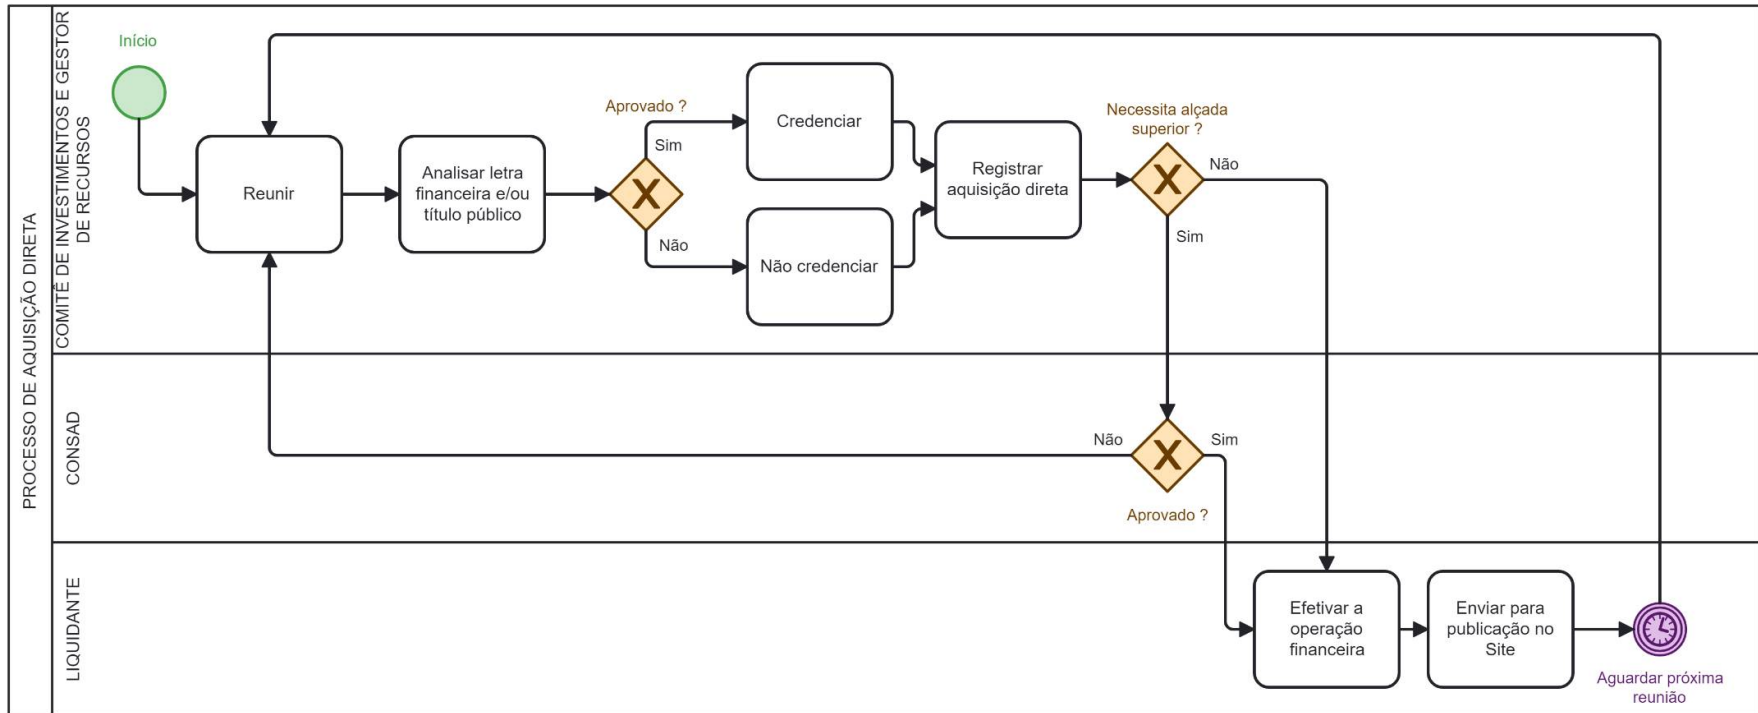 PROCESSO DE AQUISIÇÃO DIRETA
COMITÊ DE INVESTIMENTOS E GESTOR
DE RECURSOS
Início
Reunir
Analisar letra
financeira e/ou
título público
Aprovado ?
X
Sim
Não
Credenciar
Não credenciar
Registrar
aquisição direta
Necessita alçada
superior ?
X
Não
Sim
CONSAD
Não
X
Sim
Aprovado ?
LIQUIDANTE
Efetivar a
operação
financeira
Enviar para
publicação no
Site
Aguardar próxima
reunião